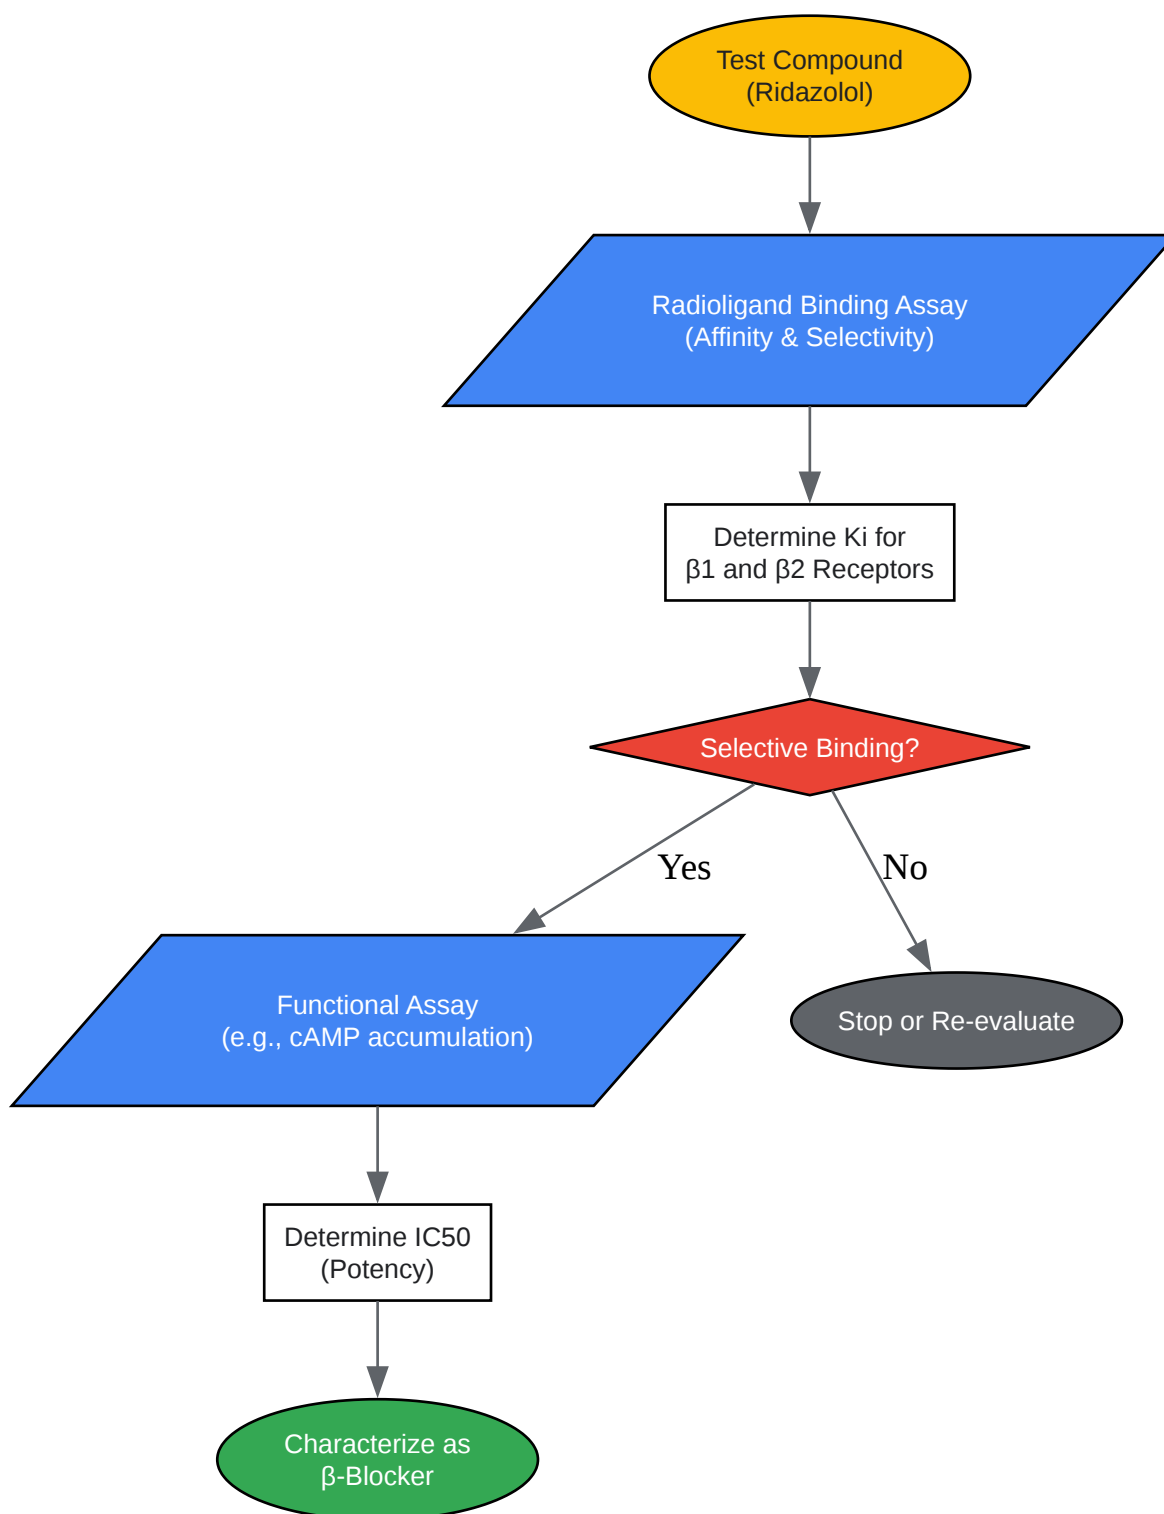 Test Compound
(Ridazolol)
Radioligand Binding Assay
(Affinity & Selectivity)
Determine Ki for
β1 and β2 Receptors
Selective Binding?
Yes
No
Functional Assay
(e.g., cAMP accumulation)
Stop or Re-evaluate
Determine IC50
(Potency)
Characterize as
β-Blocker